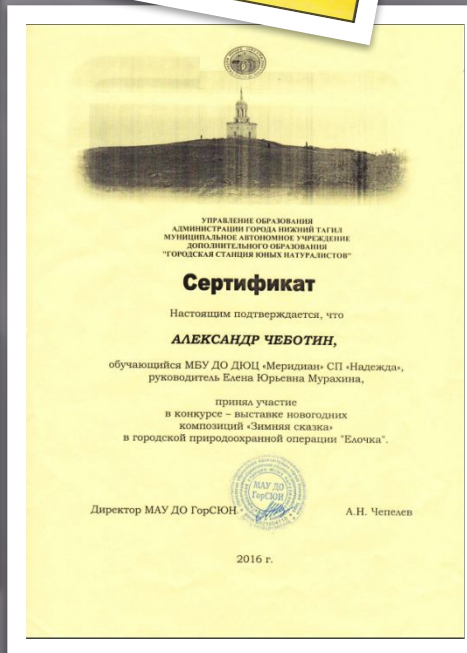 УПРАВЛЕНИЕ ОБРАЗОВАНИЯ
АДМИНИСТРАЦИИ ГОРОДА НИЖНИЙ ТАГИЛ
МУНИЦИПАЛЬНОЕ АВТОНОМНОЕ УЧРЕЖДЕНИЕ
ДОПОЛНИТЕЛЬНОГО ОБРАЗОВАНИЯ
"ГОРОДСКАЯ СТАНЦИЯ ЮНЫХ НАТУРАЛИСТОВ"
Сертификат
Настоящим подтверждается, что
АЛЕКСАНДР ЧЕБОТИН,
обучающийся МБУ ДО ДЮЦ «Меридиан» СП «Надежда»,
руководитель Елена Юрьевна Мурахина,
принял участие
в конкурсе – выставке новогодних
композиций «Зимняя сказка»
в городской природоохранной операции "Елочка".
МАУ ДО
ГорСЮН
Директор МАУ ДО ГорСЮН А.Н. Чепелев
2016 г.